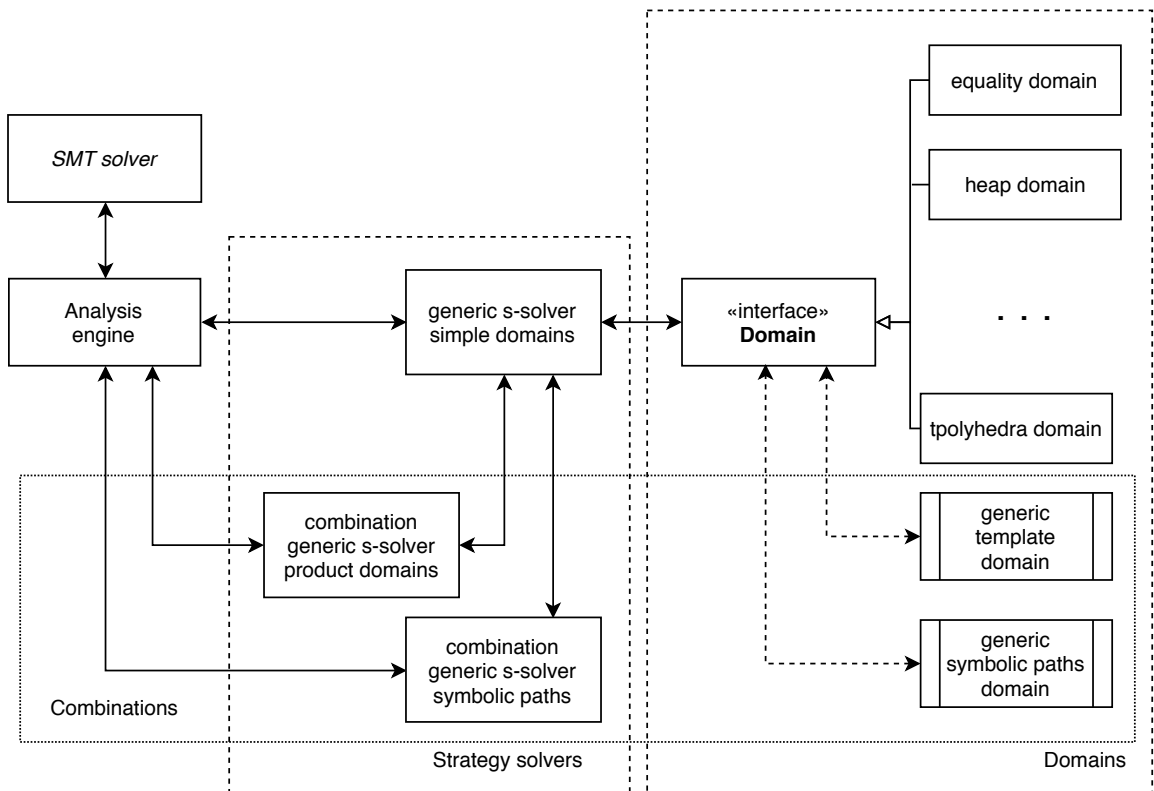 equality domain
SMT solver
heap domain
Analysis
engine
generic s-solver
simple domains
«interface»
Domain
. . .
tpolyhedra domain
combination
generic s-solver
product domains
generic
template
domain
combination
generic s-solver
symbolic paths
generic
symbolic paths
domain
Combinations
Strategy solvers
Domains